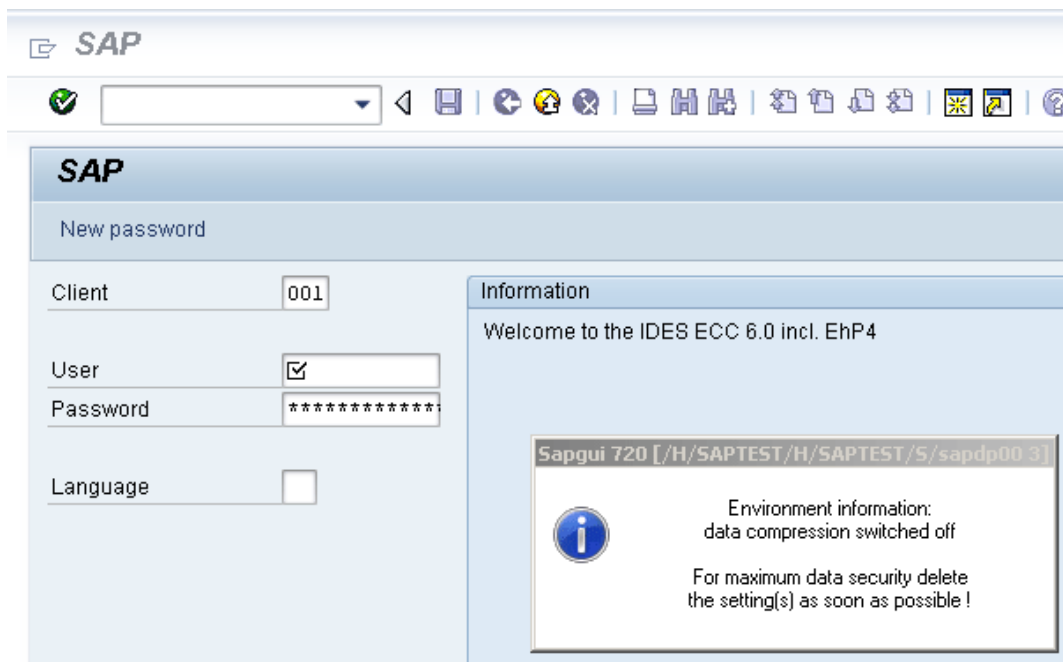 SAP
SAP
New password
Client 001
Information
Welcome to the IDES ECC 6.0 incl. EhP4
User
Password *************
Language
Sapgui 720 [/H/SAPTEST/H/SAPTEST/S/sapdp00 3]
Environment information:
data compression switched off
For maximum data security delete
the setting(s) as soon as possible !